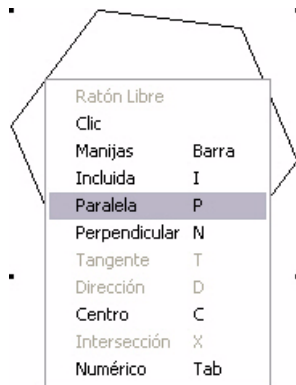 Ratón Libre
Clic
Manijas Barra
Incluida I
Paralela P
Perpendicular N
Tangente T
Dirección D
Centro C
Intersección X
Numérico Tab